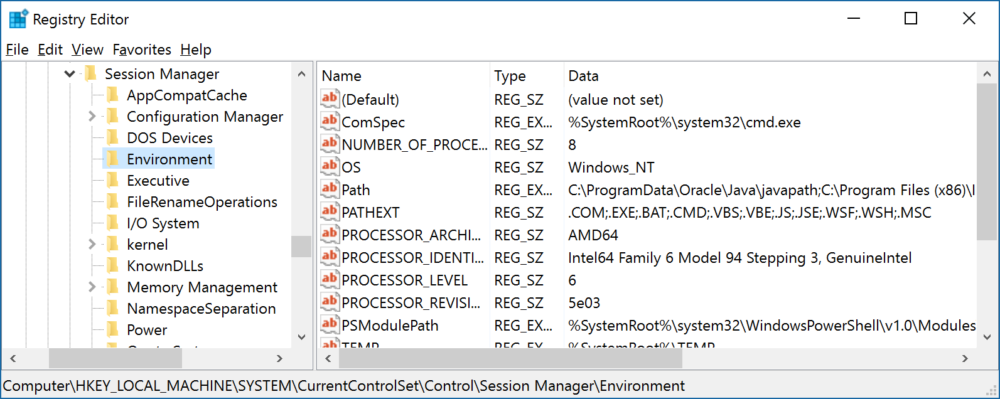 Registry Editor
File Edit View Favorites Help
Session Manager
AppCompatCache
Configuration Manager
DOS Devices
Environment
Executive
FileRenameOperations
I/O System
kernel
KnownDLLs
Memory Management
NamespaceSeparation
Power
Name Type Data
(Default) REG_SZ (value not set)
ComSpec REG_EX... %SystemRoot%\system32\cmd.exe
NUMBER_OF_PROCE... REG_SZ 8
OS REG_SZ Windows_NT
Path REG_EX... C:\ProgramData\Oracle\Java\javapath;C:\Program Files (x86)\I
PATHEXT REG_SZ .COM;.EXE;.BAT;.CMD;.VBS;.VBE;.JS;.JSE;.WSF;.WSH;.MSC
PROCESSOR_ARCHI... REG_SZ AMD64
PROCESSOR_IDENTI... REG_SZ Intel64 Family 6 Model 94 Stepping 3, GenuineIntel
PROCESSOR_LEVEL REG_SZ 6
PROCESSOR_REVISI... REG_SZ 5e03
PSModulePath REG_EX... %SystemRoot%\system32\WindowsPowerShell\v1.0\Modules
TEMP REG_EX... %SystemRoot%\TEMP
Computer\HKEY_LOCAL_MACHINE\SYSTEM\CurrentControlSet\Control\Session Manager\Environment